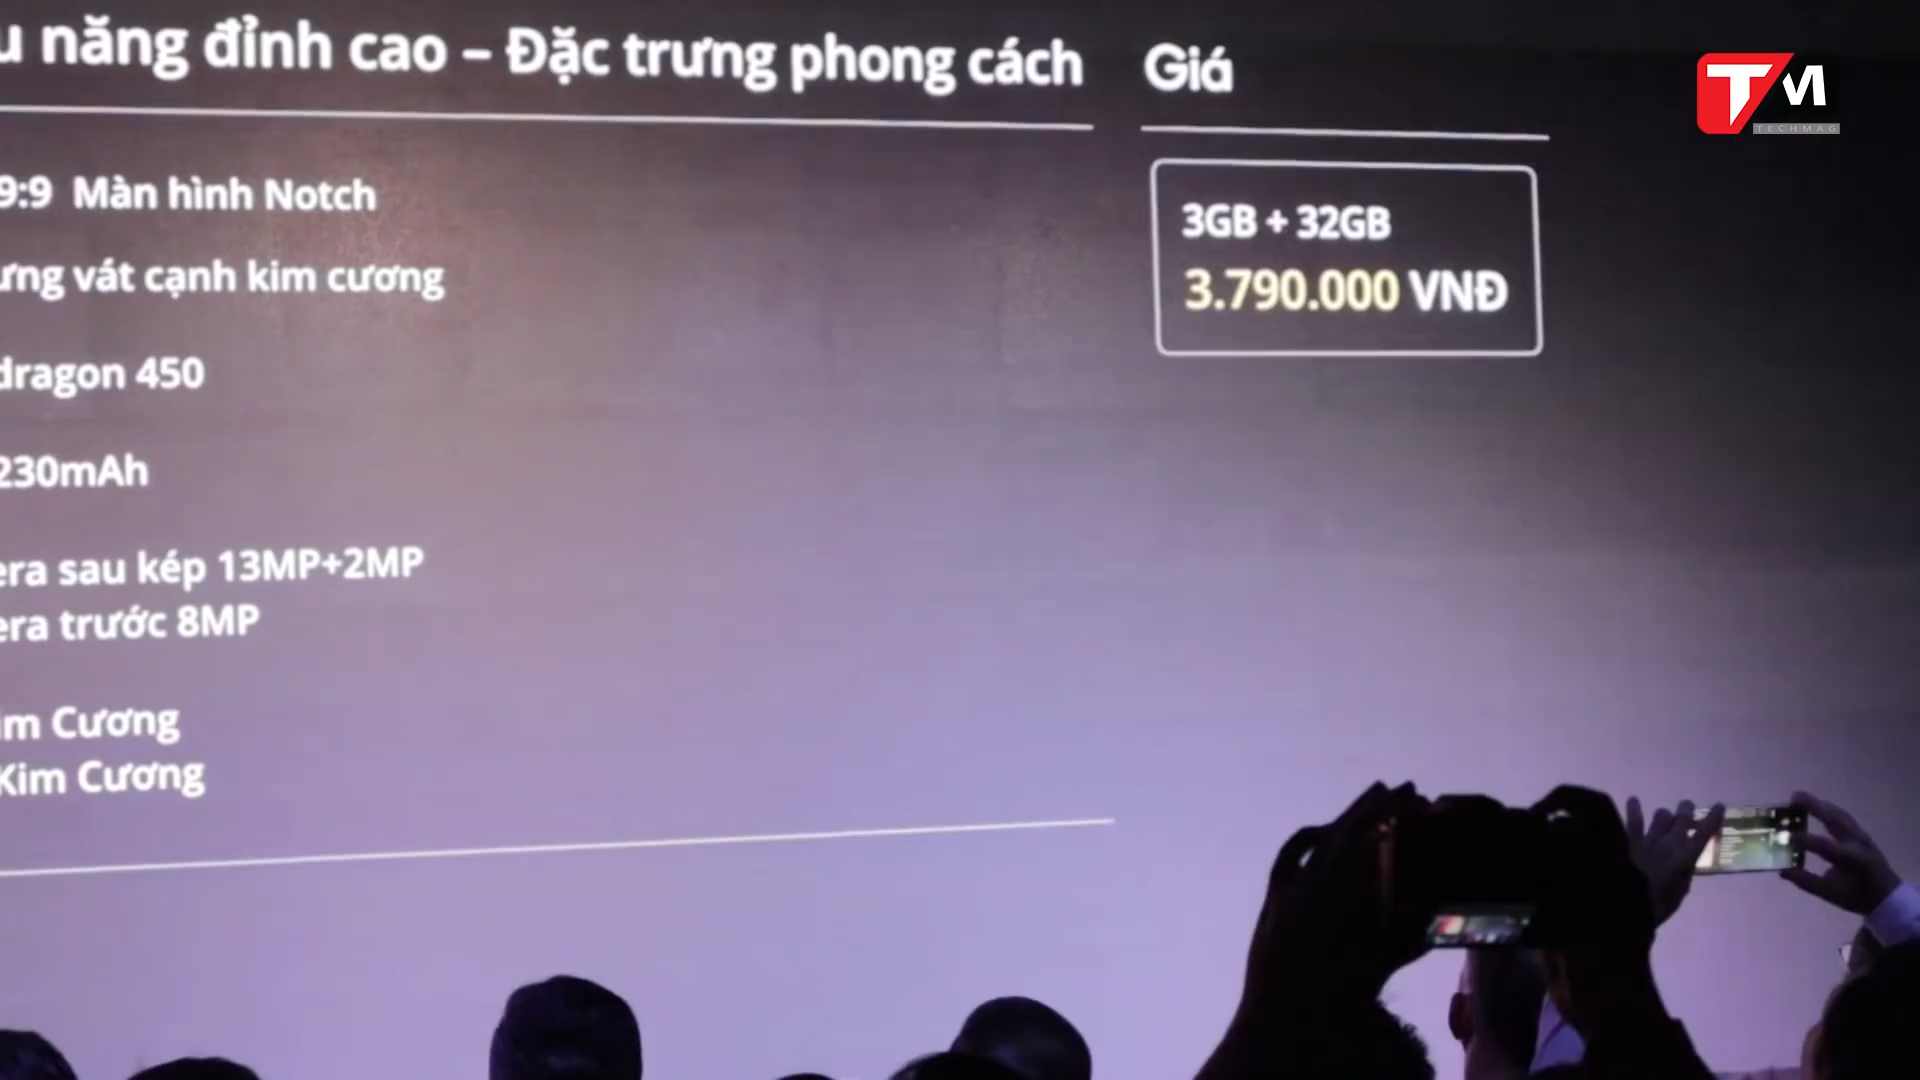 năng đỉnh cao – Đặc trưng phong cách
Giá
9:9 Màn hình Notch
vát cạnh kim cương
dragon 450
230mAh
era sau kép 13MP+2MP
era trước 8MP
im Cương
Kim Cương
3GB + 32GB
3.790.000 VNĐ
TM
TECHMAG